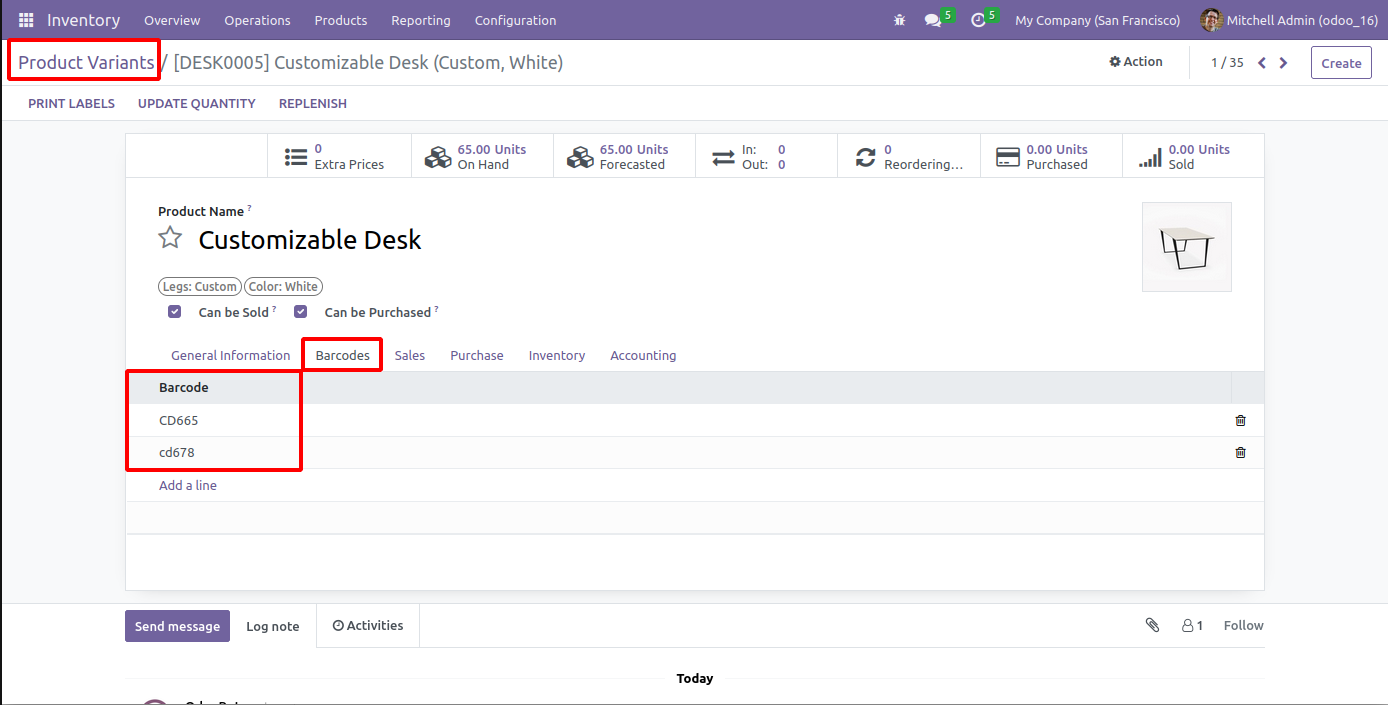 Inventory Overview Operations Products Reporting Configuration 5 5 My Company (San Francisco) Mitchell Admin (odoo_16)
Product Variants / [DESK0005] Customizable Desk (Custom, White) Action 1 / 35 Create
PRINT LABELS UPDATE QUANTITY REPLENISH
0 Extra Prices
65.00 Units On Hand
65.00 Units Forecasted
In: 0
Out: 0
0 Reordering...
0.00 Units Purchased
0.00 Units Sold
Product Name ?
Customizable Desk
Legs: Custom Color: White
Can be Sold ? Can be Purchased ?
General Information Barcodes Sales Purchase Inventory Accounting
Barcode
CD665
cd678
Add a line
Send message Log note Activities 1 Follow
Today